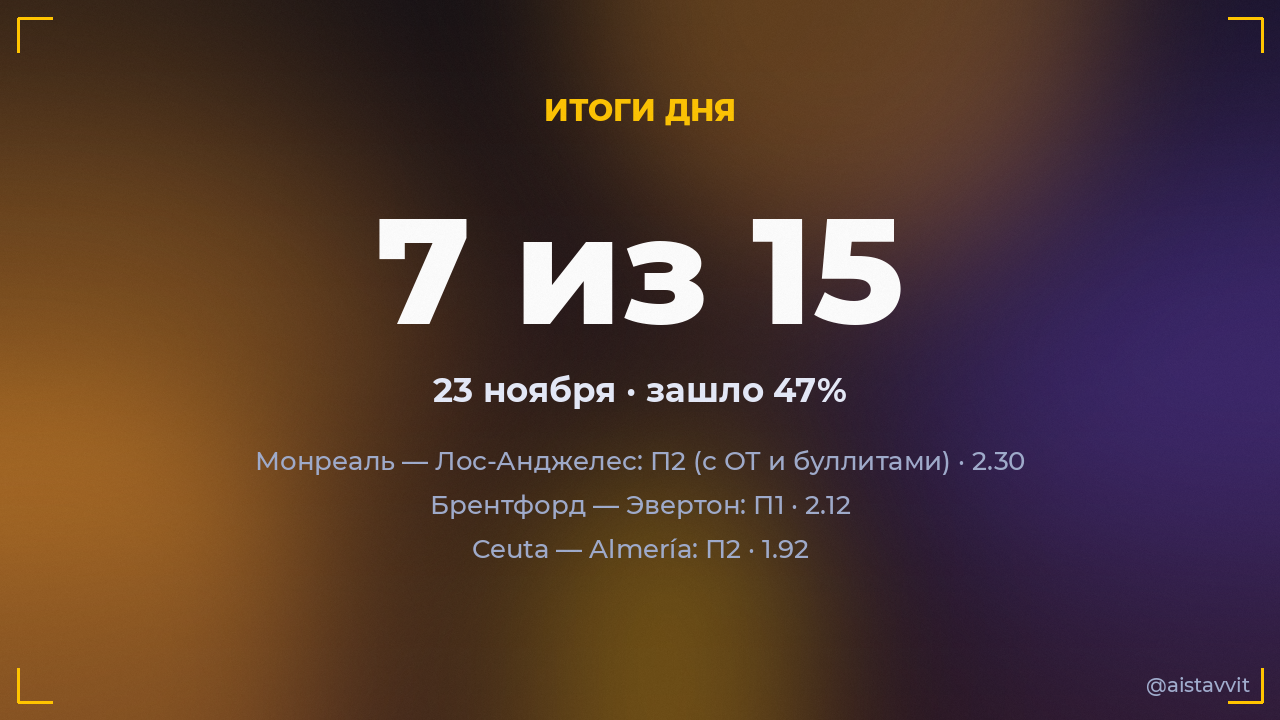 ИТОГИ ДНЯ
7 из 15
23 ноября · зашло 47%
Монреаль — Лос-Анджелес: П2 (с ОТ и буллитами) · 2.30
Брентфорд — Эвертон: П1 · 2.12
Ceuta — Almería: П2 · 1.92
@aistavvit